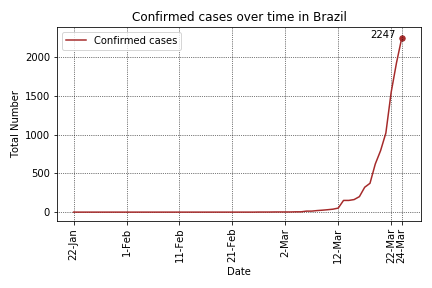 Confirmed cases over time in Brazil
Confirmed cases
2247
Total Number
2000
1500
1000
500
0
22-Jan
1-Feb
11-Feb
21-Feb
2-Mar
12-Mar
22-Mar
24-Mar
Date